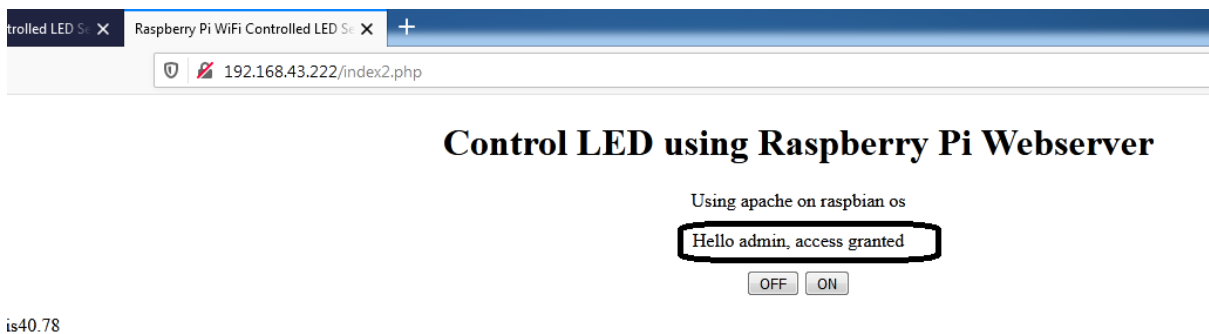 trolled LED Se Raspberry Pi WiFi Controlled LED Se
192.168.43.222/index2.php
Control LED using Raspberry Pi Webserver
Using apache on raspbian os
Hello admin, access granted
OFF ON
is40.78